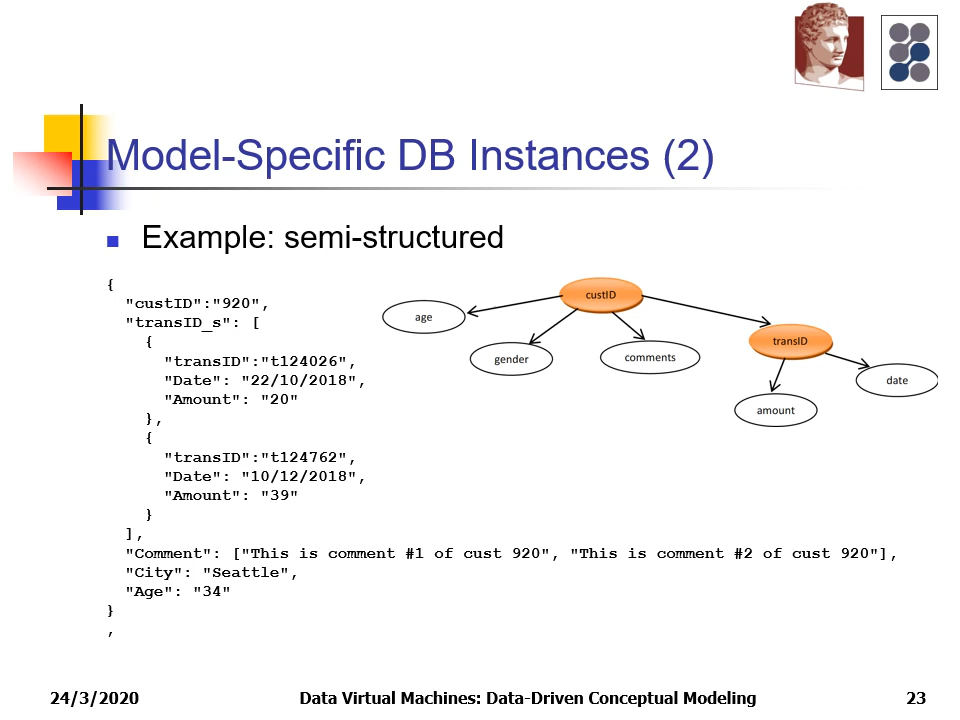 Model-Specific DB Instances (2)
Example: semi-structured
{
"custID":"920",
"transID_s": [
{
"transID":"t124026",
"Date": "22/10/2018",
"Amount": "20"
},
{
"transID":"t124762",
"Date": "10/12/2018",
"Amount": "39"
}
],
"Comment": ["This is comment #1 of cust 920", "This is comment #2 of cust 920"],
"City": "Seattle",
"Age": "34"
}
,
custID
age
gender
comments
transID
amount
date
24/3/2020
Data Virtual Machines: Data-Driven Conceptual Modeling
23